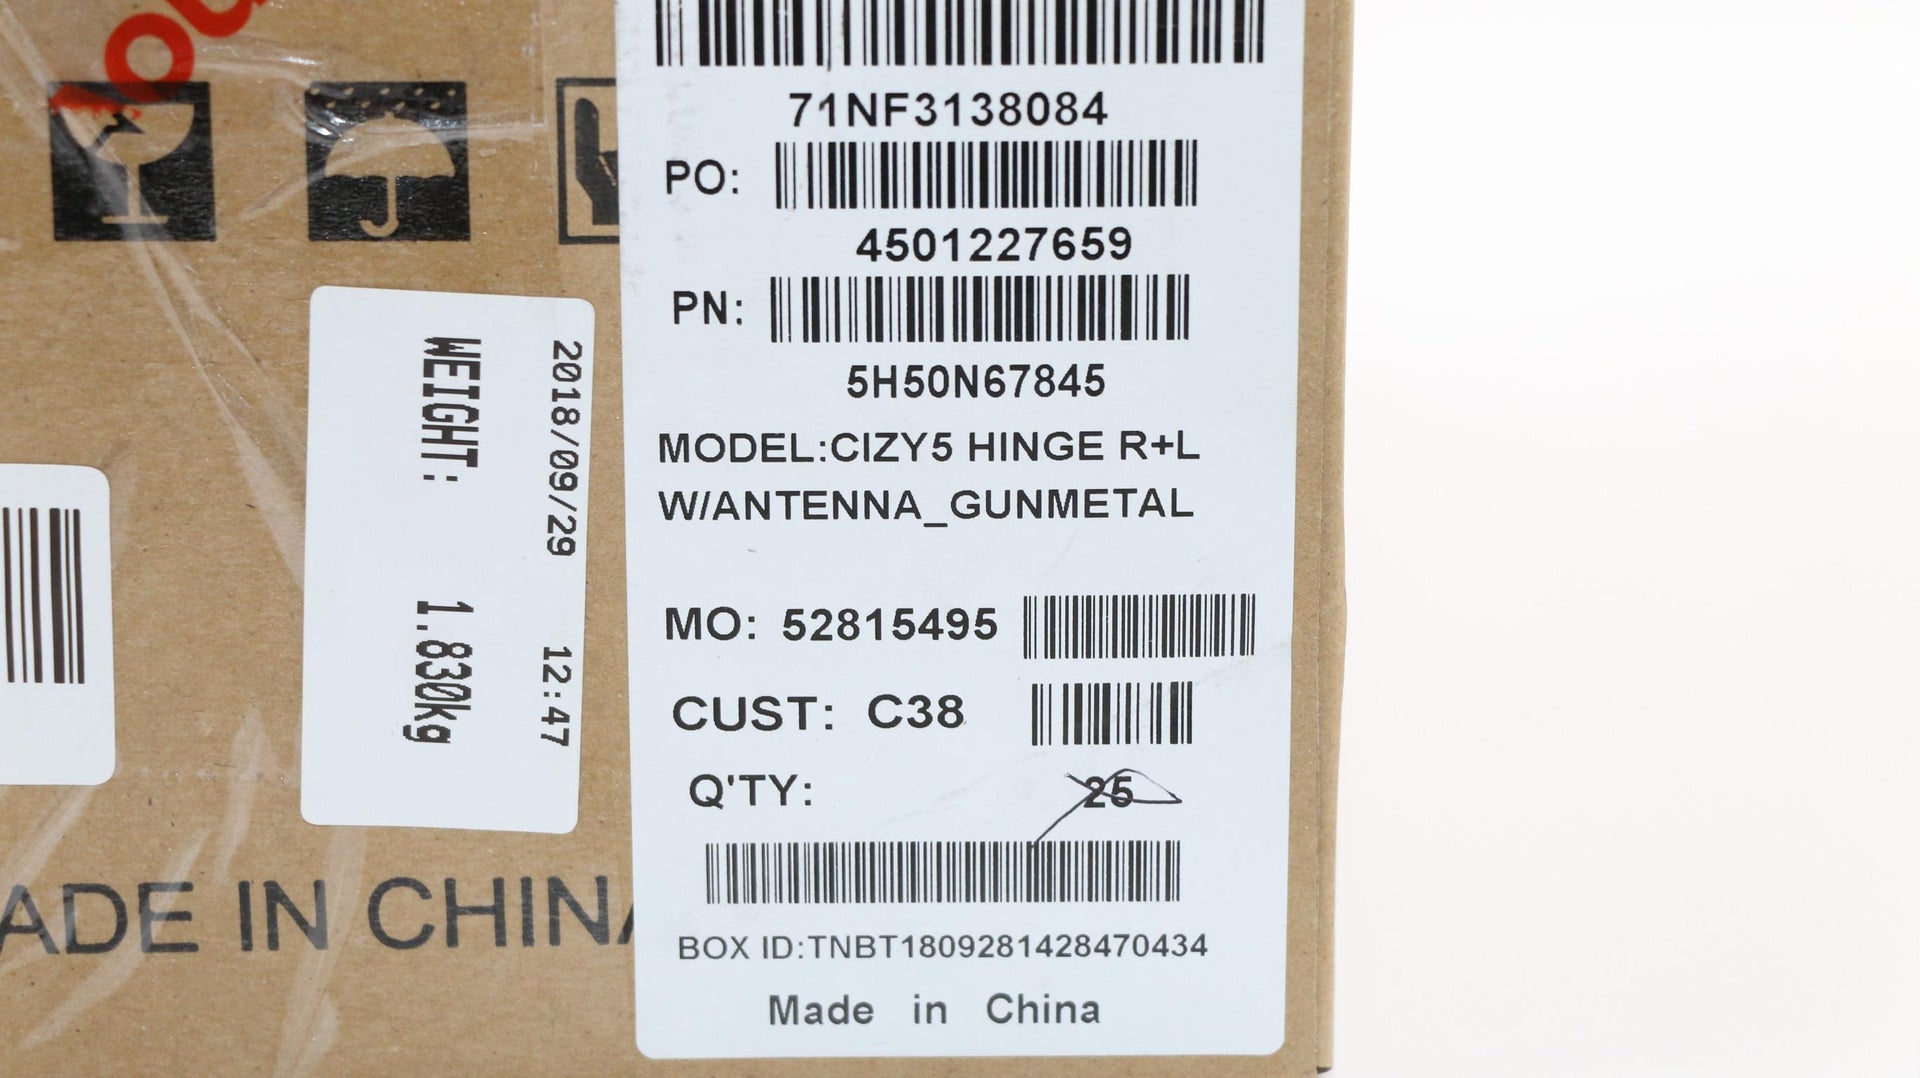 ou
71NF3138084
PO:
4501227659
PN:
5H50N67845
MODEL:CIZY5 HINGE R+L
W/ANTENNA_GUNMETAL
MO: 52815495
CUST: C38
Q'TY: 25
BOX ID:TNBT1809281428470434
Made in China
2018/09/29 12:47
WEIGHT: 1.830kg
ADE IN CHINA